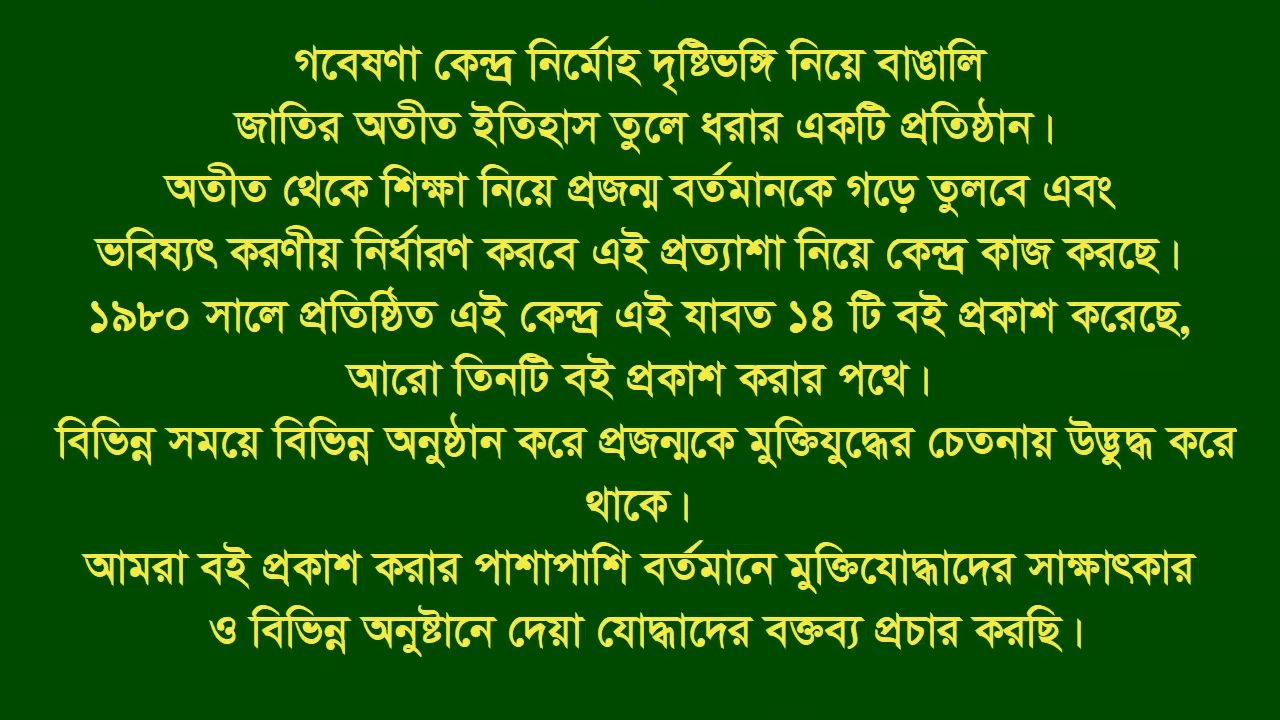 গবেষণা কেন্দ্র নির্মোহ দৃষ্টিভঙ্গি নিয়ে বাঙালি
জাতির অতীত ইতিহাস তুলে ধরার একটি প্রতিষ্ঠান।
অতীত থেকে শিক্ষা নিয়ে প্রজন্ম বর্তমানকে গড়ে তুলবে এবং
ভবিষ্যৎ করণীয় নির্ধারণ করবে এই প্রত্যাশা নিয়ে কেন্দ্র কাজ করছে।
১৯৮০ সালে প্রতিষ্ঠিত এই কেন্দ্র এই যাবত ১৪ টি বই প্রকাশ করেছে,
আরো তিনটি বই প্রকাশ করার পথে।
বিভিন্ন সময়ে বিভিন্ন অনুষ্ঠান করে প্রজন্মকে মুক্তিযুদ্ধের চেতনায় উদ্ভুদ্ধ করে
থাকে।
আমরা বই প্রকাশ করার পাশাপাশি বর্তমানে মুক্তিযোদ্ধাদের সাক্ষাৎকার
ও বিভিন্ন অনুষ্টানে দেয়া যোদ্ধাদের বক্তব্য প্রচার করছি।